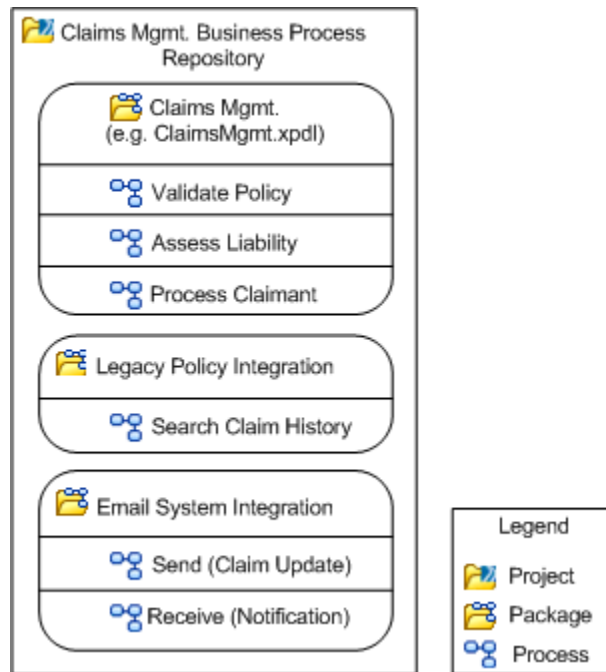 Claims Mgmt. Business Process
Repository
Claims Mgmt.
(e.g. ClaimsMgmt.xpdl)
Validate Policy
Assess Liability
Process Claimant
Legacy Policy Integration
Search Claim History
Email System Integration
Send (Claim Update)
Receive (Notification)
Legend
Project
Package
Process